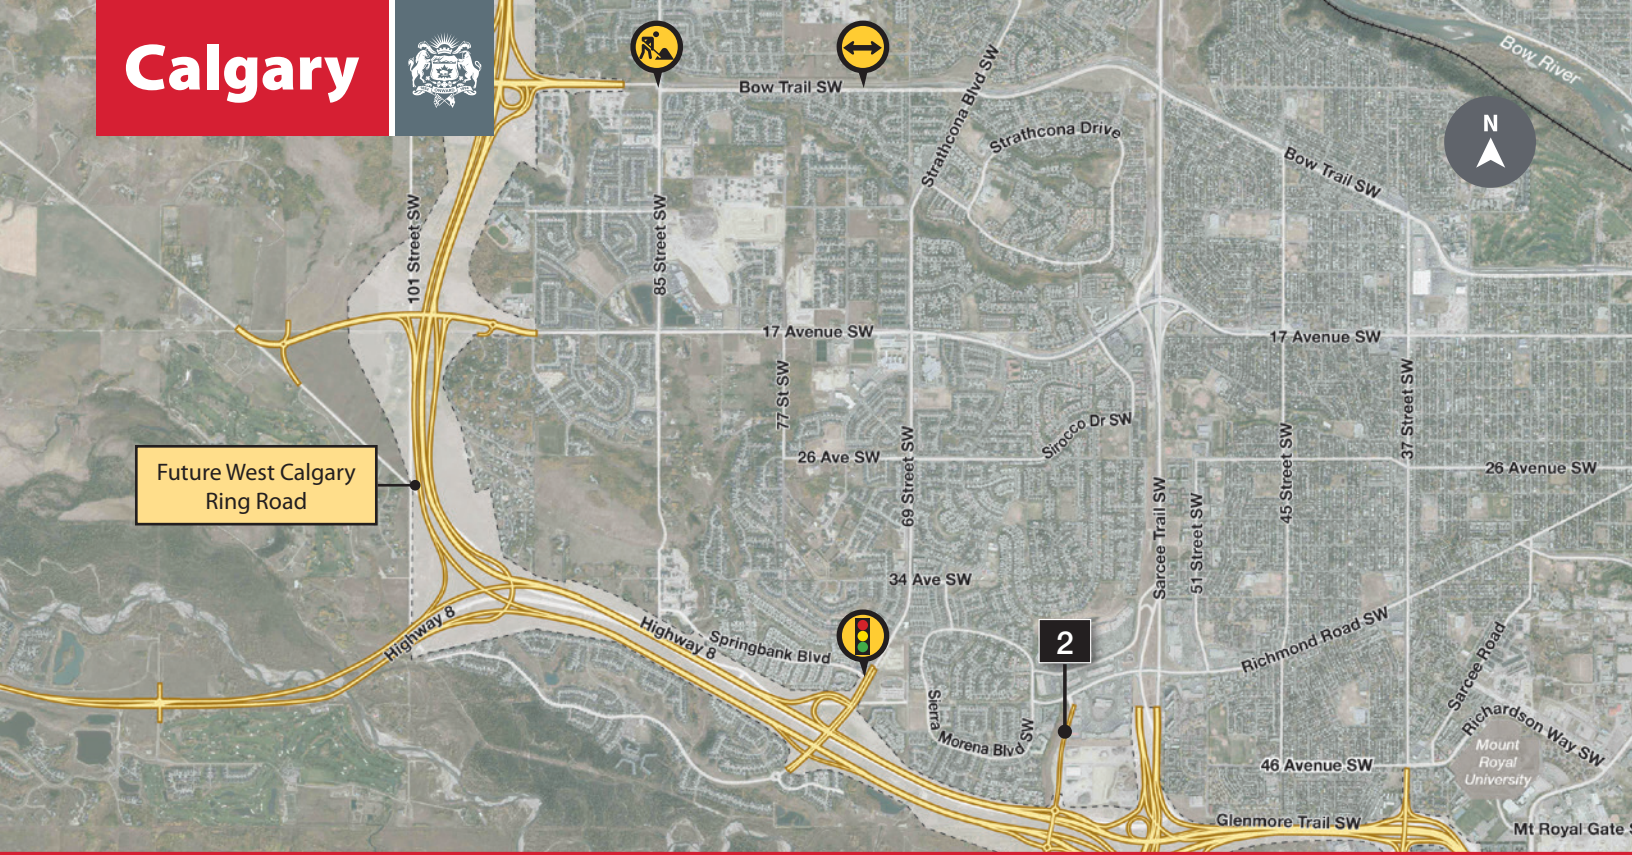 Calgary
Bow River
N
Bow Trail SW
Strathcona Blvd SW
Strathcona Drive
Bow Trail SW
101 Street SW
85 Street SW
17 Avenue SW
17 Avenue SW
77 St SW
37 Street SW
Sirocco Dr SW
26 Ave SW
69 Street SW
45 Street SW
26 Avenue SW
Future West Calgary
Ring Road
Sarcee Trail SW
51 Street SW
34 Ave SW
Highway 8
Highway 8
Springbank Blvd
2
Richmond Road SW
Sarcee Road
Sierra
Morena Blvd SW
Richardson Way SW
Mount
Royal
University
46 Avenue SW
Glenmore Trail SW
Mt Royal Gate S